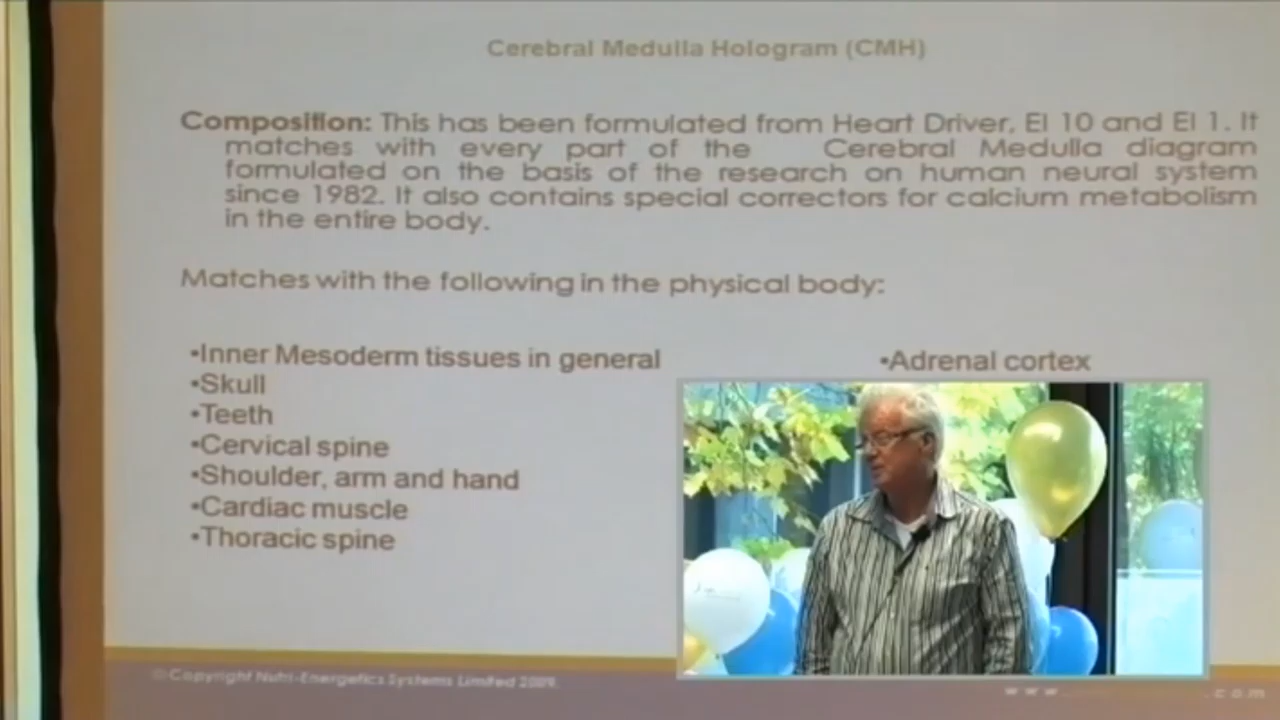 Cerebral Medulla Hologram (CMH)
Composition: This has been formulated from Heart Driver, EI 10 and EI 1. It
matches with every part of the Cerebral Medulla diagram
formulated on the basis of the research on human neural system
since 1982. It also contains special correctors for calcium metabolism
in the entire body.
Matches with the following in the physical body:
•Inner Mesoderm tissues in general
•Skull
•Teeth
•Cervical spine
•Shoulder, arm and hand
•Cardiac muscle
•Thoracic spine
•Adrenal cortex
© Copyright Nutri-Energetics Systems Limited 2009.
www. .com